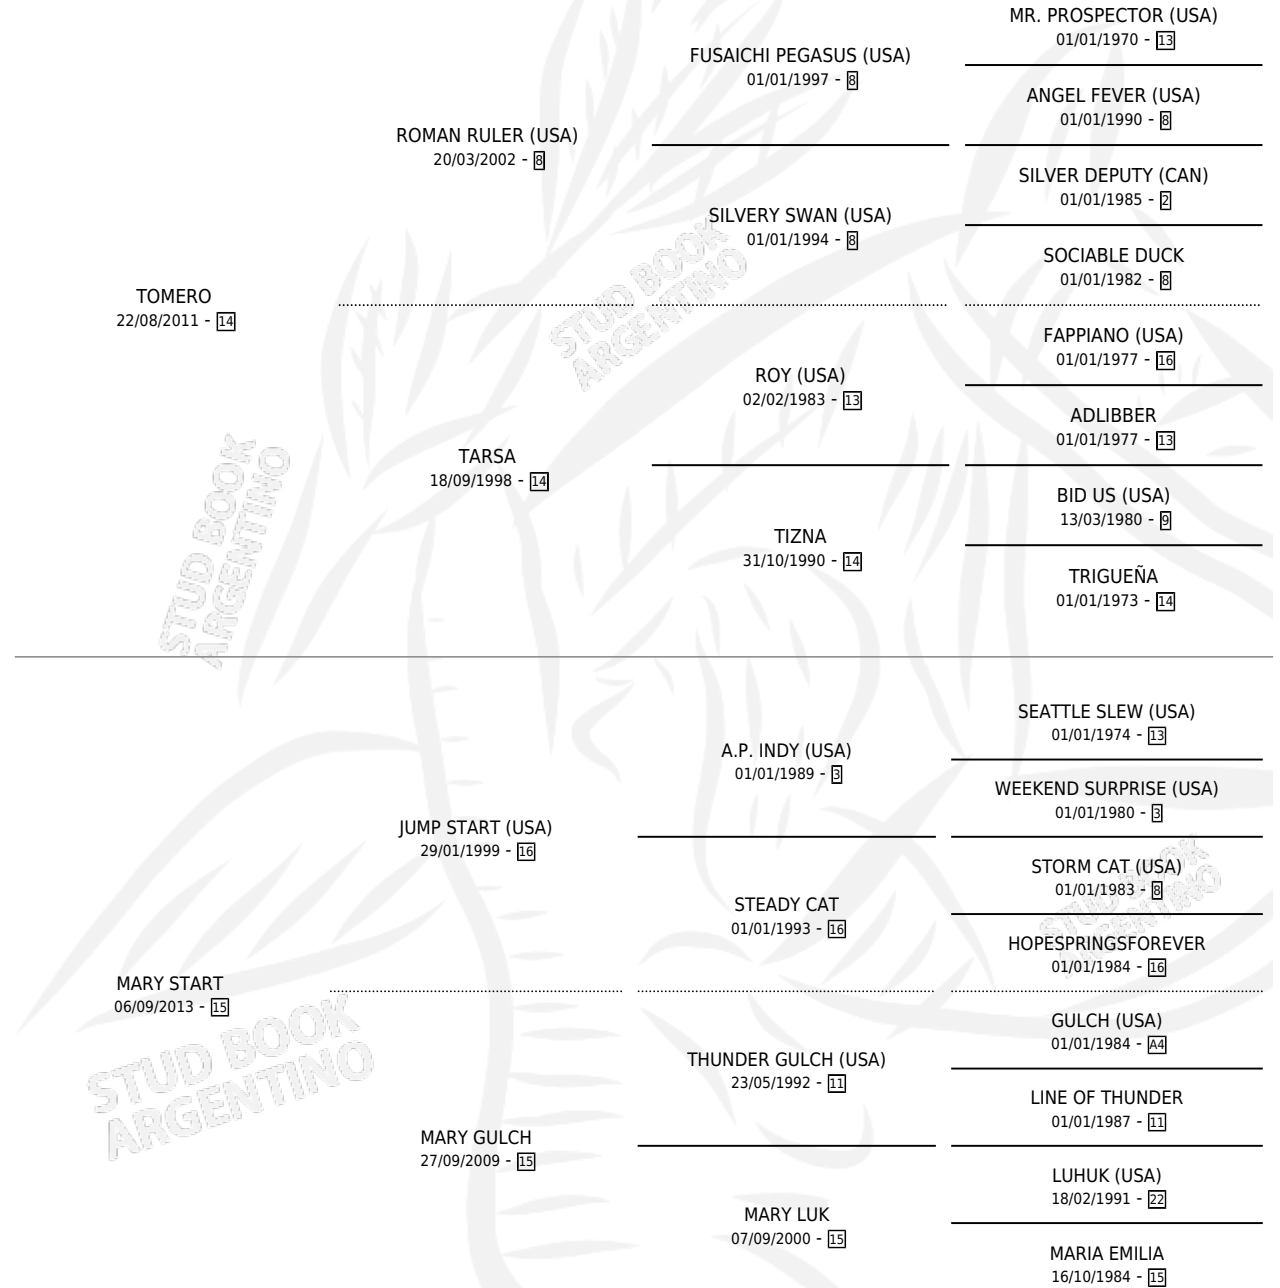 MR. PROSPECTOR (USA)
01/01/1970 - 13
FUSAICHI PEGASUS (USA)
01/01/1997 - 8
ANGEL FEVER (USA)
01/01/1990 - 8
ROMAN RULER (USA)
20/03/2002 - 8
SILVER DEPUTY (CAN)
01/01/1985 - 2
SILVERY SWAN (USA)
01/01/1994 - 8
SOCIABLE DUCK
01/01/1982 - 8
TOMERO
22/08/2011 - 14
FAPPIANO (USA)
01/01/1977 - 16
ROY (USA)
02/02/1983 - 13
ADLIBBER
01/01/1977 - 13
TARSA
18/09/1998 - 14
BID US (USA)
13/03/1980 - 9
TIZNA
31/10/1990 - 14
TRIGUEÑA
01/01/1973 - 14
SEATTLE SLEW (USA)
01/01/1974 - 13
A.P. INDY (USA)
01/01/1989 - 3
WEEKEND SURPRISE (USA)
01/01/1980 - 3
JUMP START (USA)
29/01/1999 - 16
STORM CAT (USA)
01/01/1983 - 8
STEADY CAT
01/01/1993 - 16
HOPESPRINGSFOREVER
01/01/1984 - 16
MARY START
06/09/2013 - 15
GULCH (USA)
01/01/1984 - A4
THUNDER GULCH (USA)
23/05/1992 - 11
LINE OF THUNDER
01/01/1987 - 11
MARY GULCH
27/09/2009 - 15
LUHUK (USA)
18/02/1991 - 22
MARY LUK
07/09/2000 - 15
MARIA EMILIA
16/10/1984 - 15
STUD BOOK
ARGENTINO
STUD BOOK
ARGENTINO
STUD BOOK
ARGENTINO
STUD BOOK
ARGENTINO